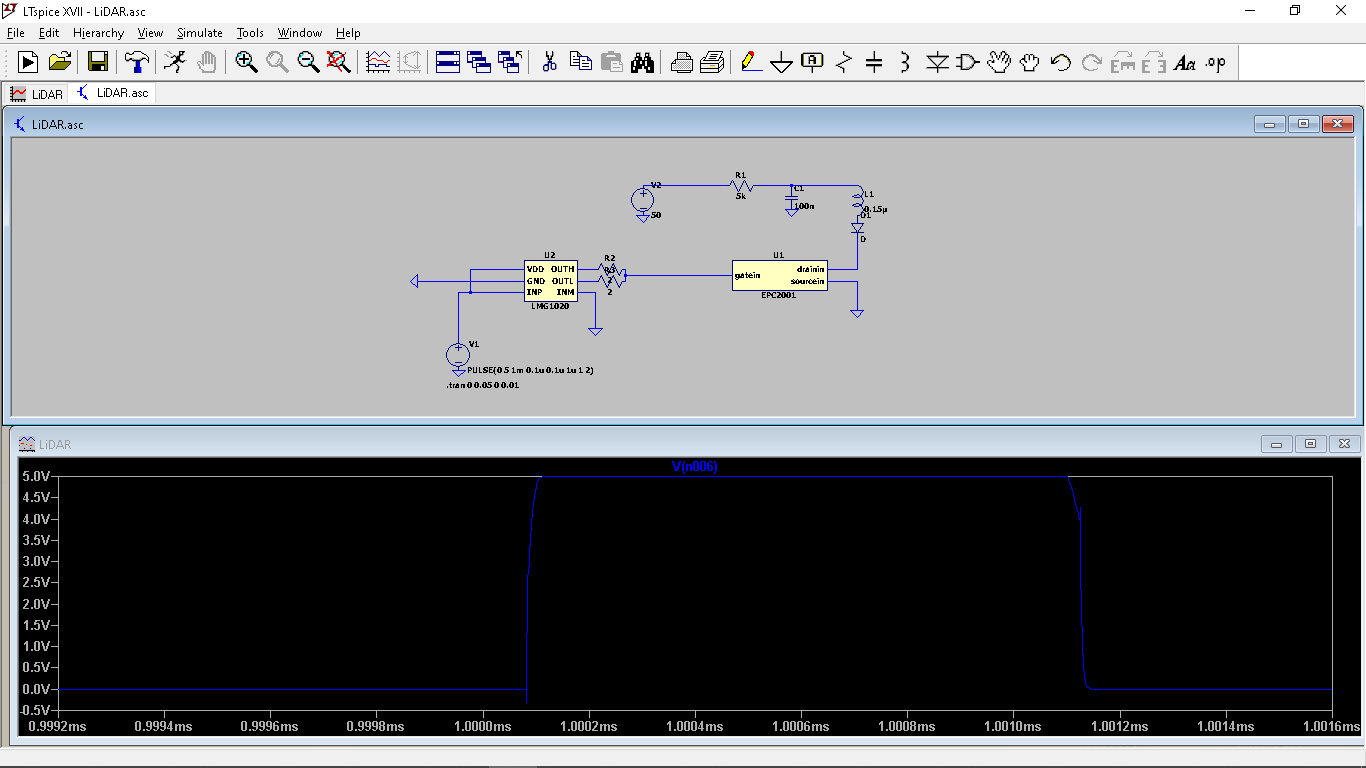 LTspice XVII - LiDAR.asc
File Edit Hierarchy View Simulate Tools Window Help
LiDAR LiDAR.asc
LiDAR.asc
V2
50
R1
5k
C1
100n
L1
0.15µ
D1
D
U2
VDD OUTH
GND OUTL
INP INM
LMG1020
R2
R3
2
U1
gatein drainin
sourcein
EPC2001
V1
PULSE(0 5 1m 0.1u 0.1u 1u 1 2)
.tran 0 0.05 0 0.01
LiDAR
V(n006)
5.0V
4.5V
4.0V
3.5V
3.0V
2.5V
2.0V
1.5V
1.0V
0.5V
0.0V
-0.5V
0.9992ms 0.9994ms 0.9996ms 0.9998ms 1.0000ms 1.0002ms 1.0004ms 1.0006ms 1.0008ms 1.0010ms 1.0012ms 1.0014ms 1.0016ms